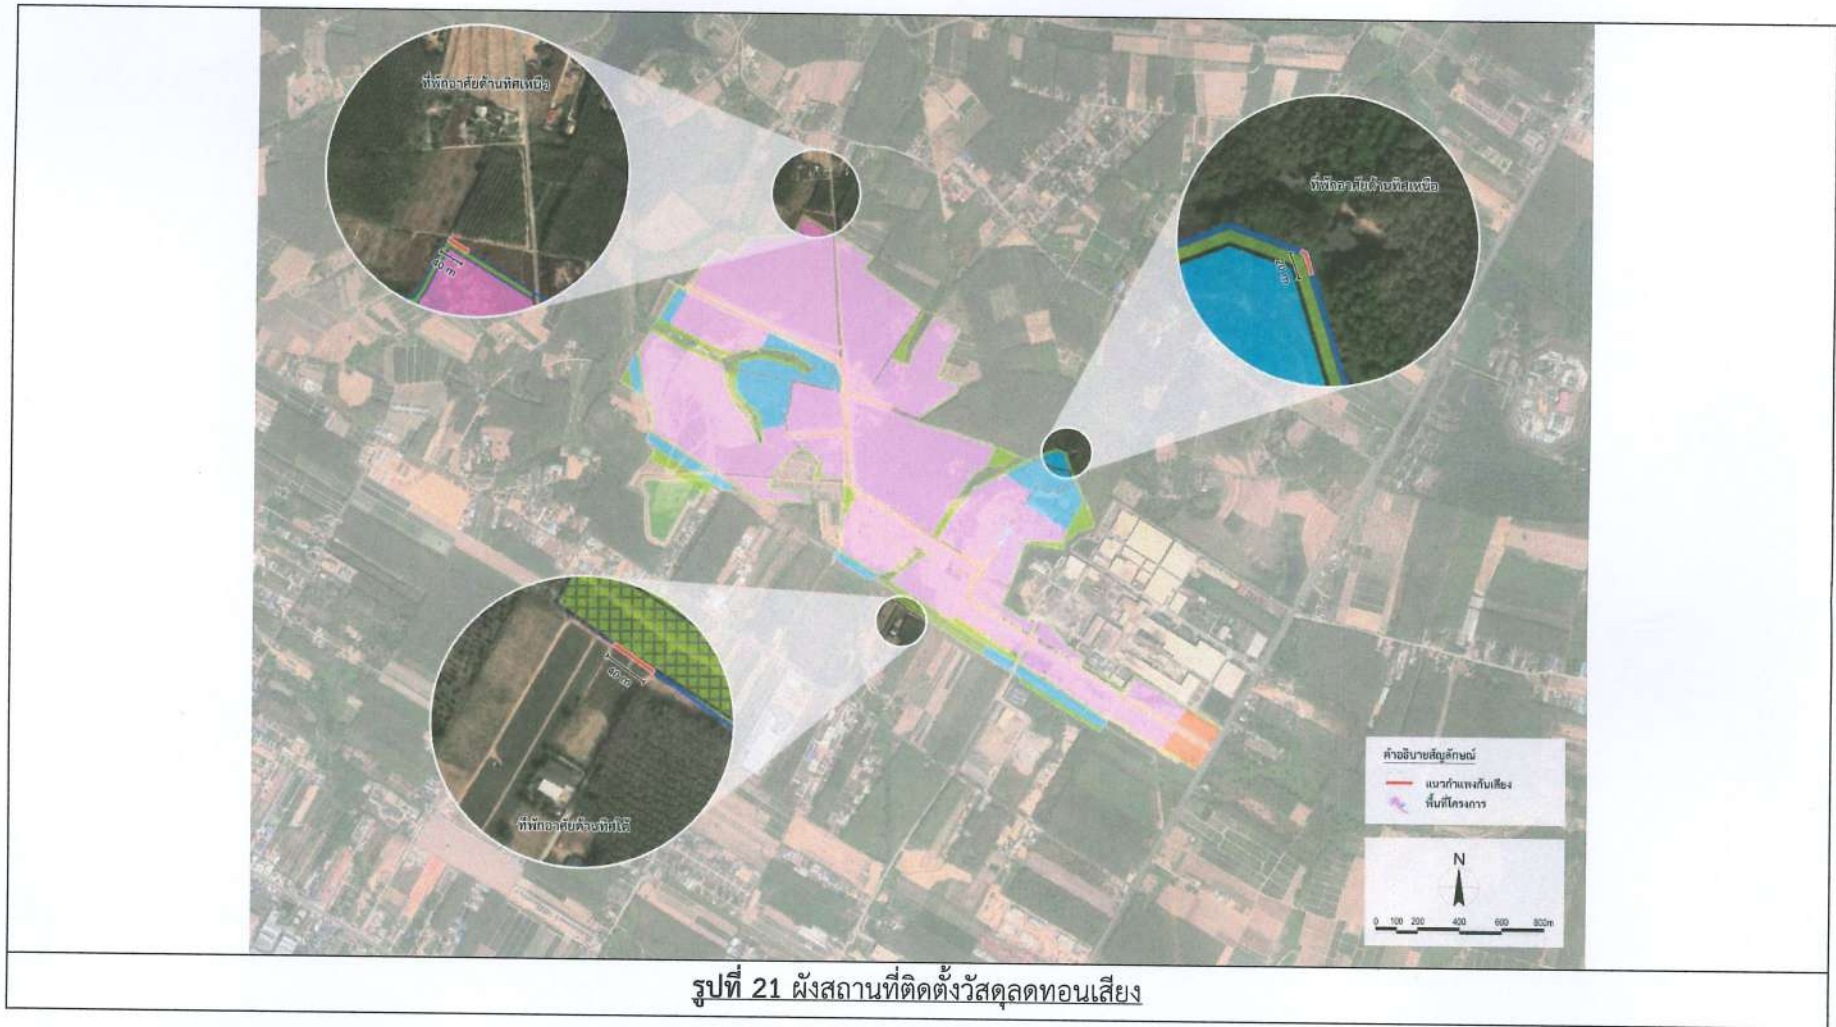 ที่พักอาศัยด้านทิศเหนือ
40 m
ที่พักอาศัยด้านทิศเหนือ
20 m
40 m
ที่พักอาศัยด้านทิศใต้
คำอธิบายสัญลักษณ์
แนวกำแพงกันเสียง
พื้นที่โครงการ
N
0 100 200 400 600 800m
รูปที่ 21 ผังสถานที่ติดตั้งวัสดุลดทอนเสียง